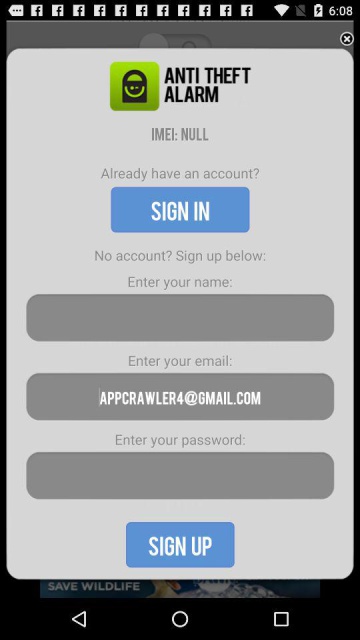 6:08
ANTI THEFT
ALARM
IMEI: NULL
Already have an account?
SIGN IN
No account? Sign up below:
Enter your name:
Enter your email:
APPCRAWLER4@GMAIL.COM
Enter your password:
SIGN UP
SAVE WILDLIFE